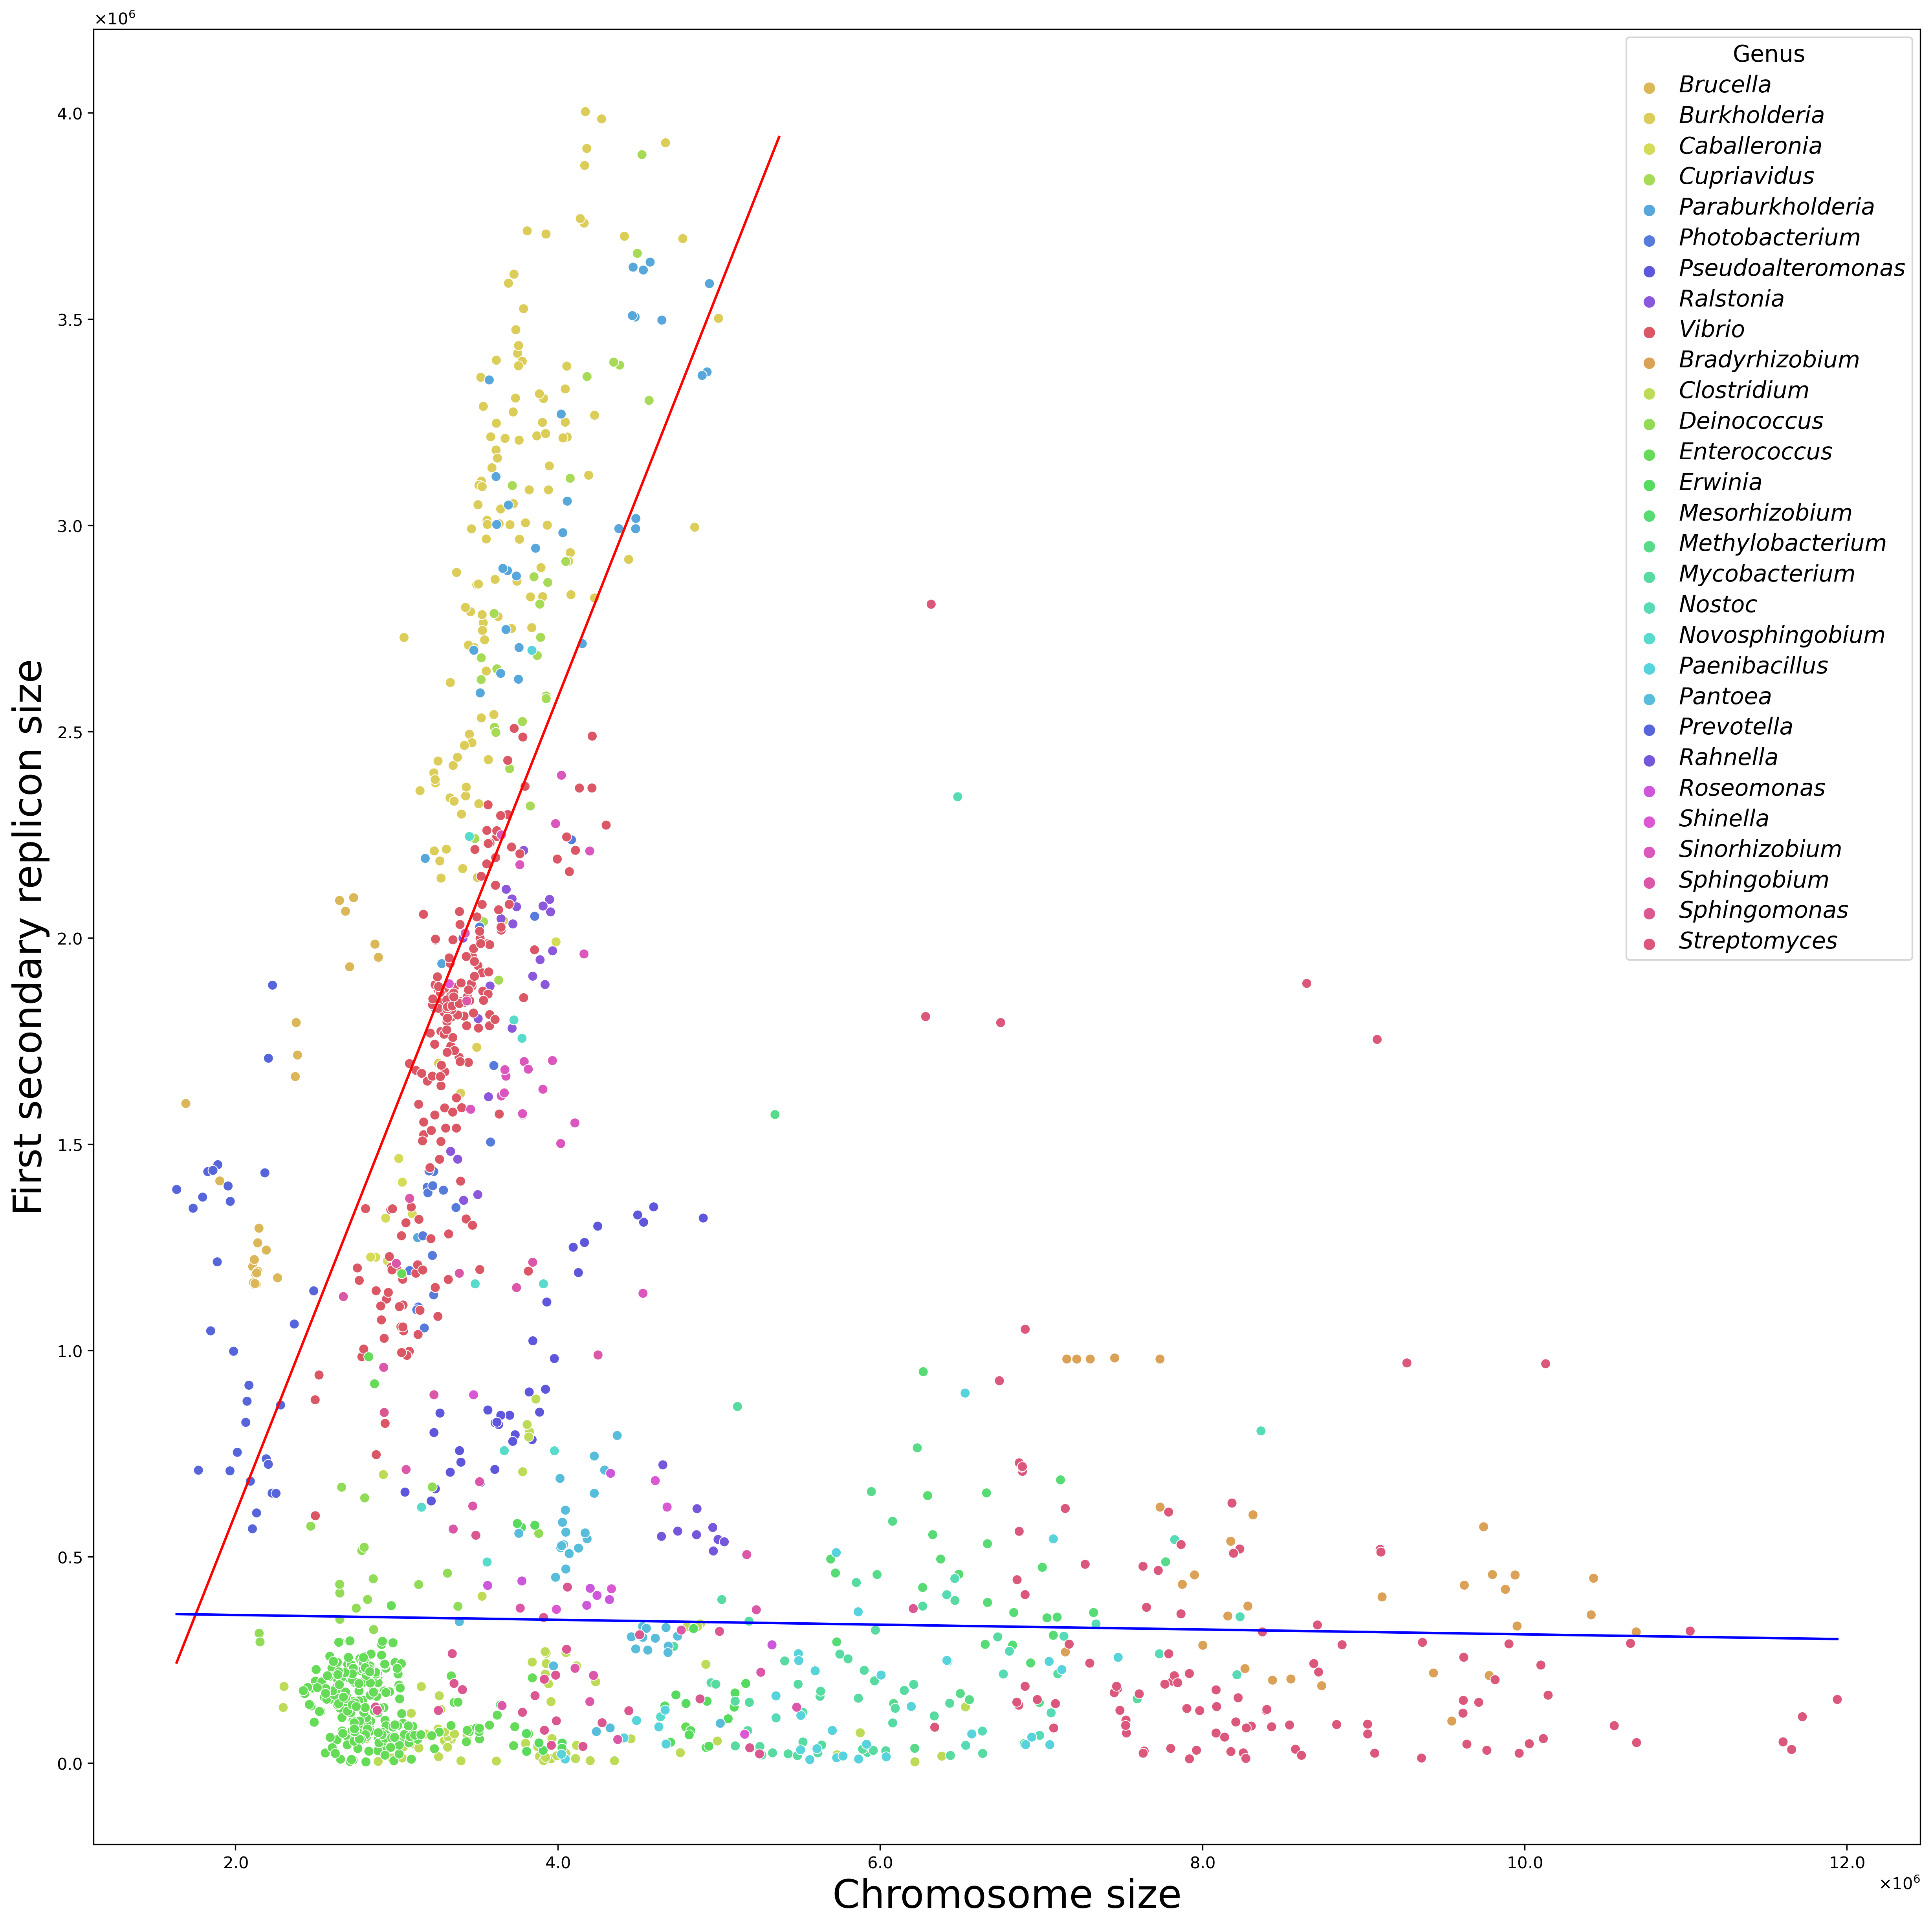 ×10⁶
Genus
Brucella
Burkholderia
Caballeronia
Cupriavidus
Paraburkholderia
Photobacterium
Pseudoalteromonas
Ralstonia
Vibrio
Bradyrhizobium
Clostridium
Deinococcus
Enterococcus
Erwinia
Mesorhizobium
Methylobacterium
Mycobacterium
Nostoc
Novosphingobium
Paenibacillus
Pantoea
Prevotella
Rahnella
Roseomonas
Shinella
Sinorhizobium
Sphingobium
Sphingomonas
Streptomyces
4.0
3.5
3.0
2.5
2.0
1.5
1.0
0.5
0.0
First secondary replicon size
2.0 4.0 6.0 8.0 10.0 12.0
×10⁶
Chromosome size